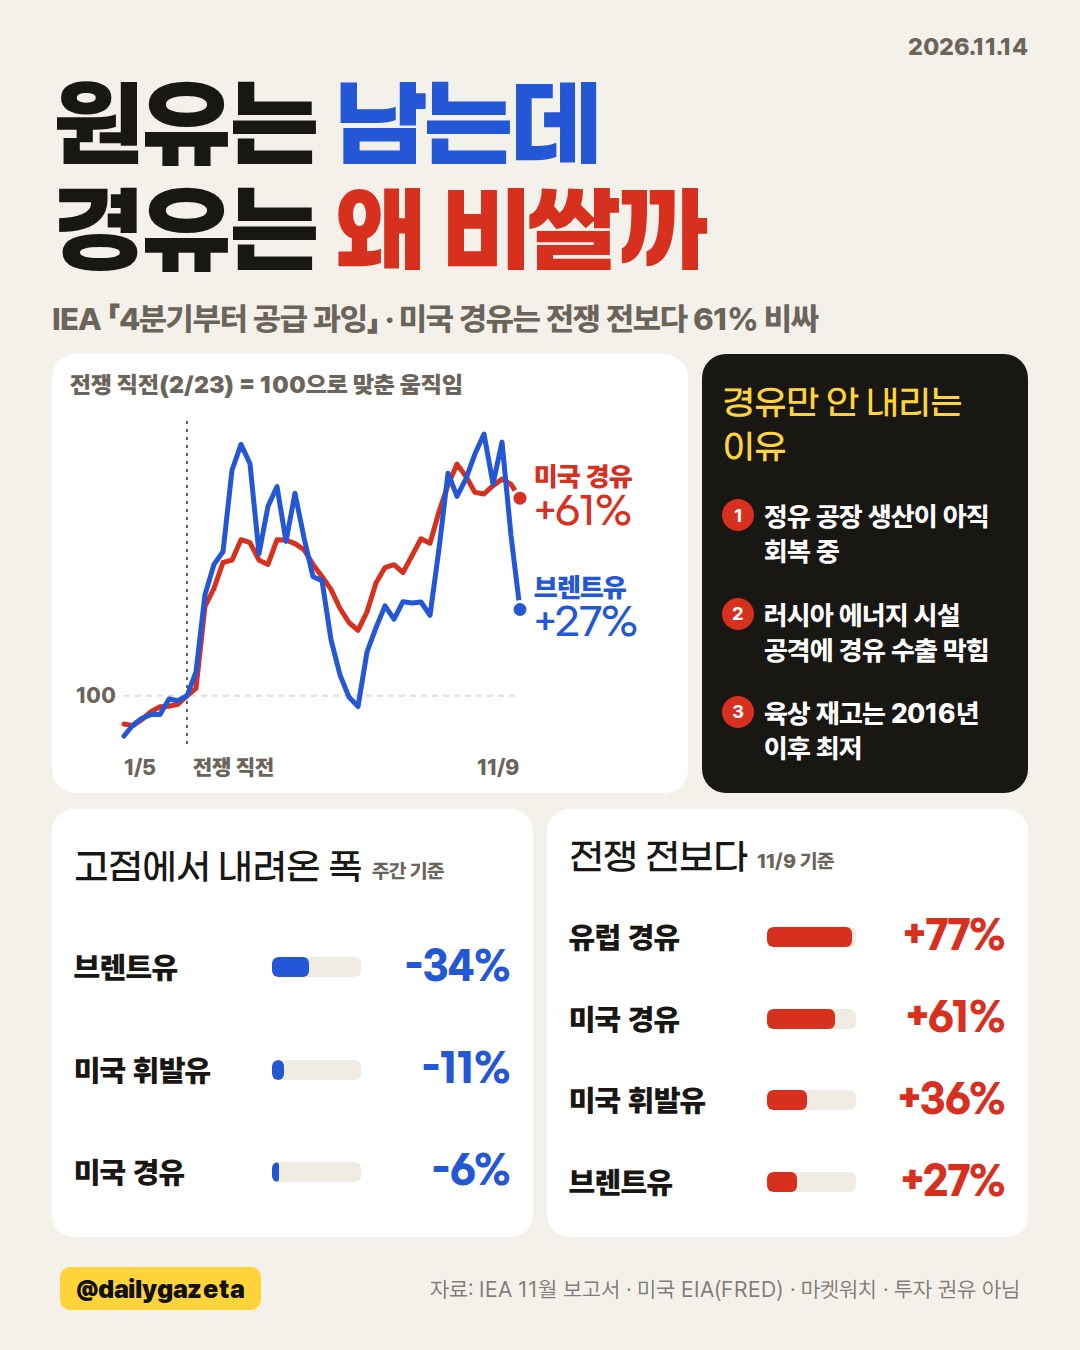 2026.11.14
원유는 남는데
경유는 왜 비쌀까
IEA 『4분기부터 공급 과잉』 · 미국 경유는 전쟁 전보다 61% 비싸
전쟁 직전(2/23) = 100으로 맞춘 움직임
미국 경유
+61%
브렌트유
+27%
100
1/5
전쟁 직전
11/9
경유만 안 내리는
이유
1 정유 공장 생산이 아직
회복 중
2 러시아 에너지 시설
공격에 경유 수출 막힘
3 육상 재고는 2016년
이후 최저
고점에서 내려온 폭 주간 기준
브렌트유 -34%
미국 휘발유 -11%
미국 경유 -6%
전쟁 전보다 11/9 기준
유럽 경유 +77%
미국 경유 +61%
미국 휘발유 +36%
브렌트유 +27%
@dailygazeta
자료: IEA 11월 보고서 · 미국 EIA(FRED) · 마켓워치 · 투자 권유 아님